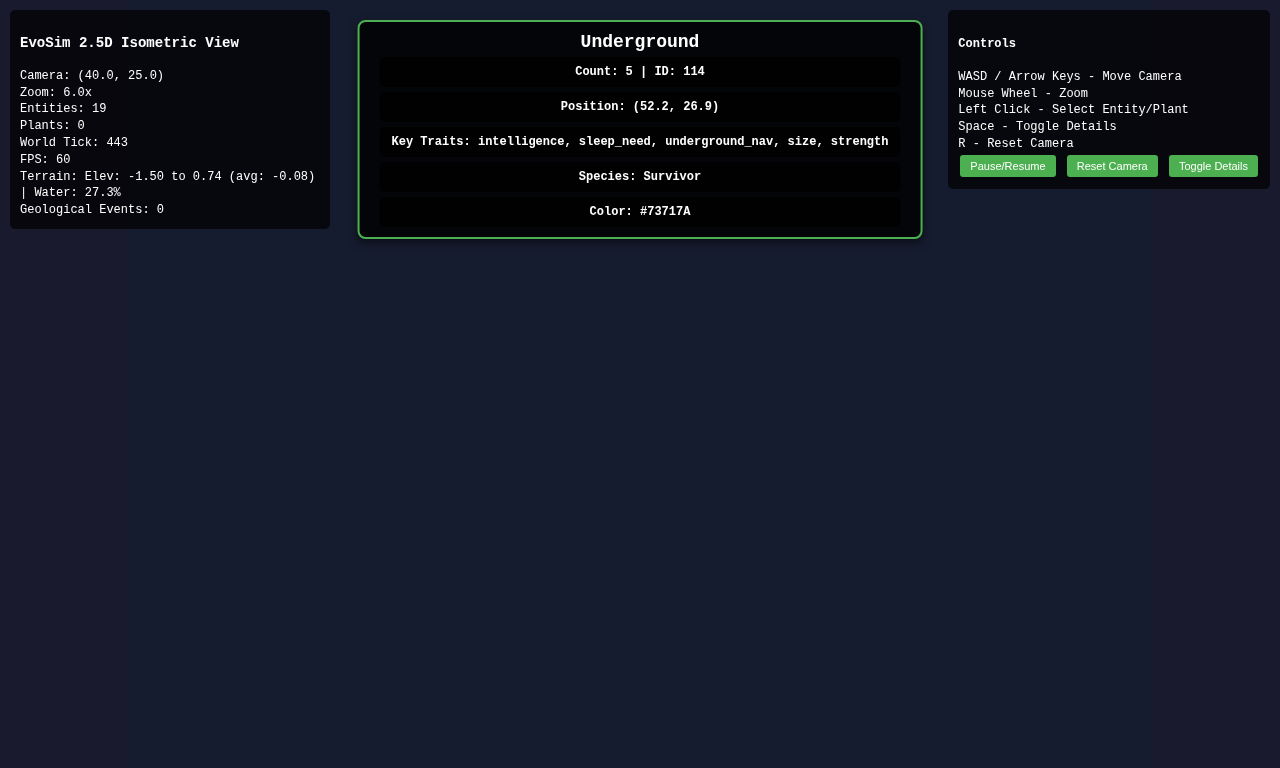 EvoSim 2.5D Isometric View
Camera: (40.0, 25.0)
Zoom: 6.0x
Entities: 19
Plants: 0
World Tick: 443
FPS: 60
Terrain: Elev: -1.50 to 0.74 (avg: -0.08)
| Water: 27.3%
Geological Events: 0
Underground
Count: 5 | ID: 114
Position: (52.2, 26.9)
Key Traits: intelligence, sleep_need, underground_nav, size, strength
Species: Survivor
Color: #73717A
Controls
WASD / Arrow Keys - Move Camera
Mouse Wheel - Zoom
Left Click - Select Entity/Plant
Space - Toggle Details
R - Reset Camera
Pause/Resume Reset Camera Toggle Details